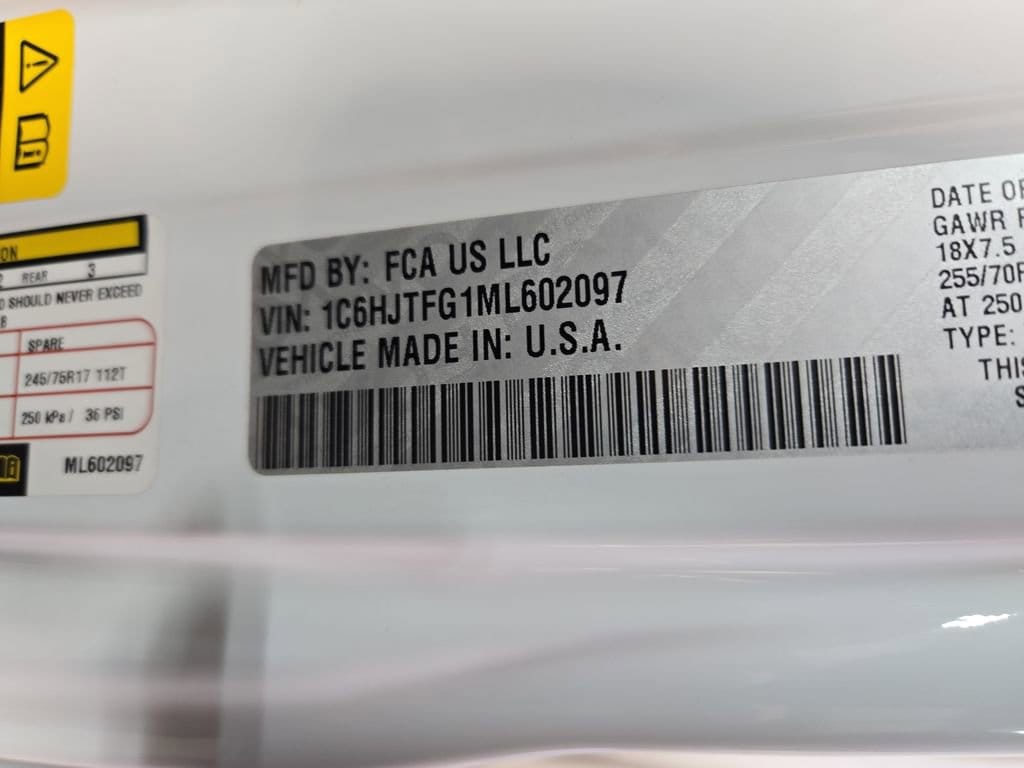 ON
2 REAR 3
D SHOULD NEVER EXCEED
B
SPARE
245/75R17 112T
250 kPa / 36 PSI
ML602097
MFD BY: FCA US LLC
VIN: 1C6HJTFG1ML602097
VEHICLE MADE IN: U.S.A.
DATE OF
GAWR F
18X7.5
255/70R
AT 250
TYPE:
THIS
S